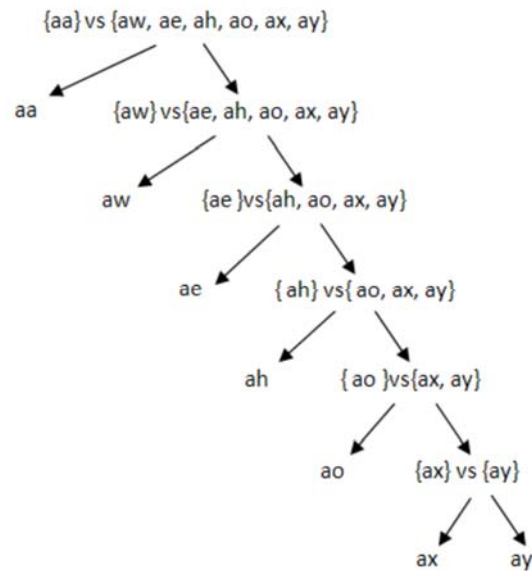 {aa} vs {aw, ae, ah, ao, ax, ay}
aa {aw} vs{ae, ah, ao, ax, ay}
aw {ae }vs{ah, ao, ax, ay}
ae { ah} vs{ ao, ax, ay}
ah { ao }vs{ax, ay}
ao {ax} vs {ay}
ax ay